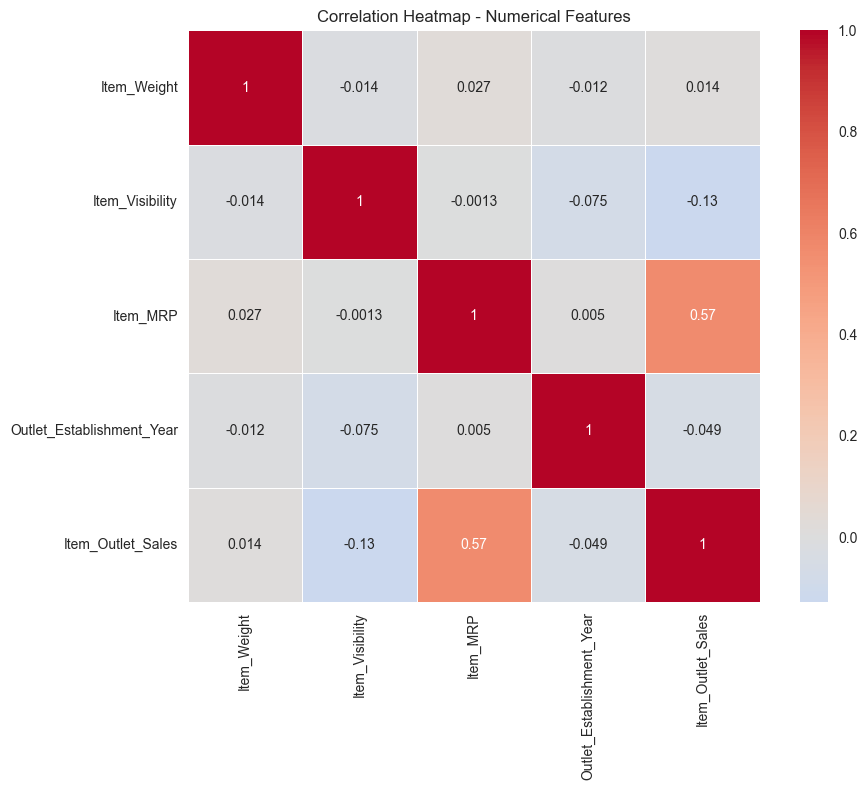 Correlation Heatmap - Numerical Features
Item_Weight 1 -0.014 0.027 -0.012 0.014
Item_Visibility -0.014 1 -0.0013 -0.075 -0.13
Item_MRP 0.027 -0.0013 1 0.005 0.57
Outlet_Establishment_Year -0.012 -0.075 0.005 1 -0.049
Item_Outlet_Sales 0.014 -0.13 0.57 -0.049 1
Item_Weight
Item_Visibility
Item_MRP
Outlet_Establishment_Year
Item_Outlet_Sales
1.0
0.8
0.6
0.4
0.2
0.0